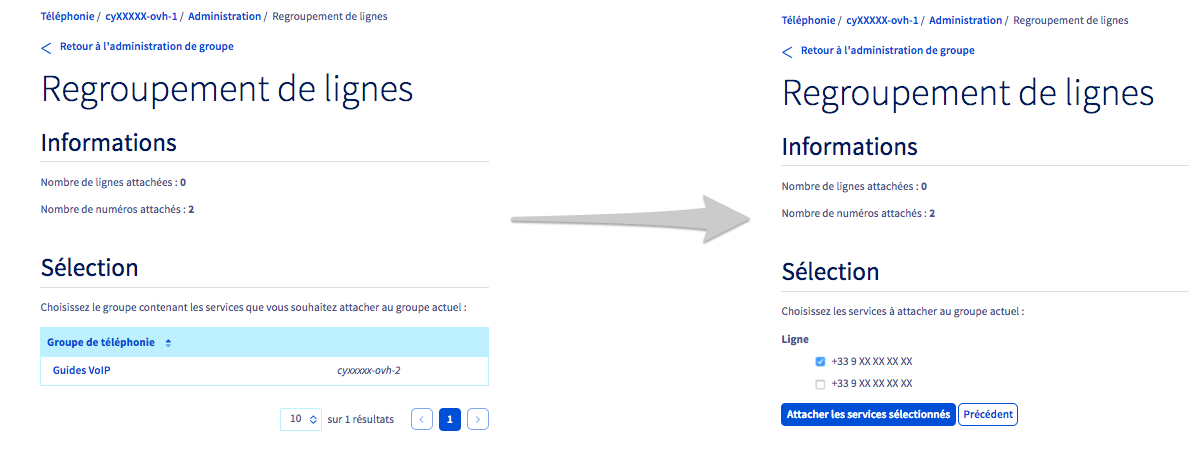 Téléphonie / cyXXXXX-ovh-1 / Administration / Regroupement de lignes
Retour à l'administration de groupe
Regroupement de lignes
Informations
Nombre de lignes attachées : 0
Nombre de numéros attachés : 2
Sélection
Choisissez le groupe contenant les services que vous souhaitez attacher au groupe actuel :
Groupe de téléphonie
Guides VoIP cyxxxxx-ovh-2
10 sur 1 résultats < 1 >
Téléphonie / cyXXXXX-ovh-1 / Administration / Regroupement de lignes
Retour à l'administration de groupe
Regroupement de lignes
Informations
Nombre de lignes attachées : 0
Nombre de numéros attachés : 2
Sélection
Choisissez les services à attacher au groupe actuel :
Ligne
+33 9 XX XX XX XX
+33 9 XX XX XX XX
Attacher les services sélectionnés Précédent